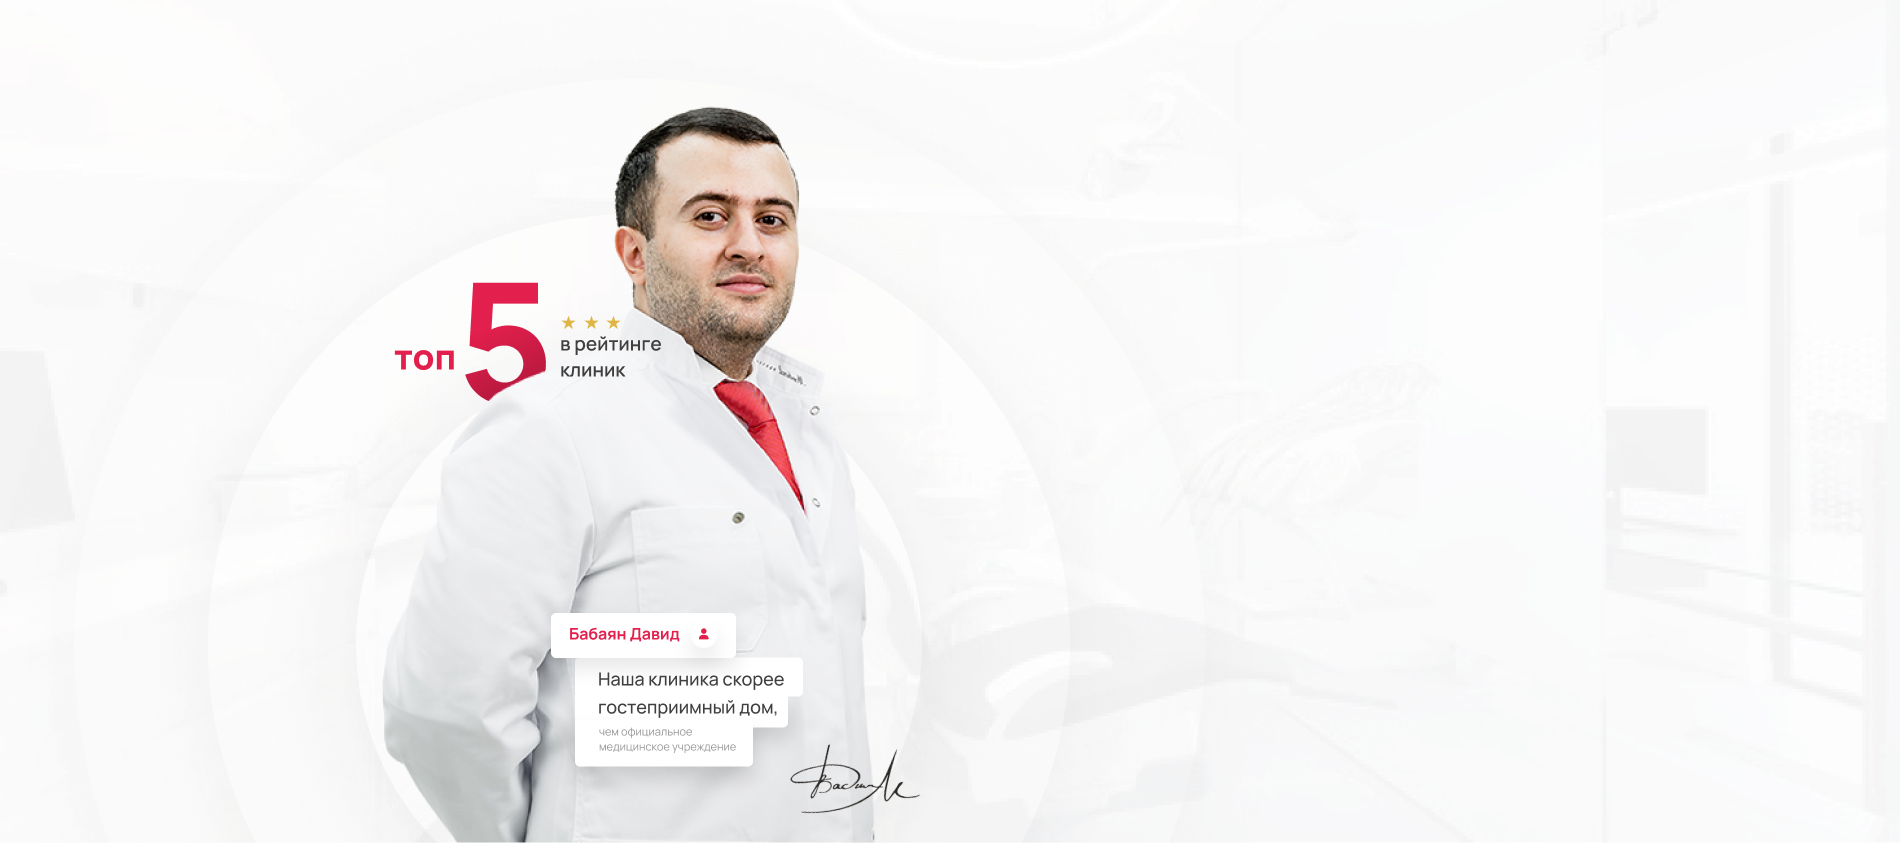 топ 5
в рейтинге
клиник
Бабаян Давид
Наша клиника скорее
гостеприимный дом,
чем официальное
медицинское учреждение